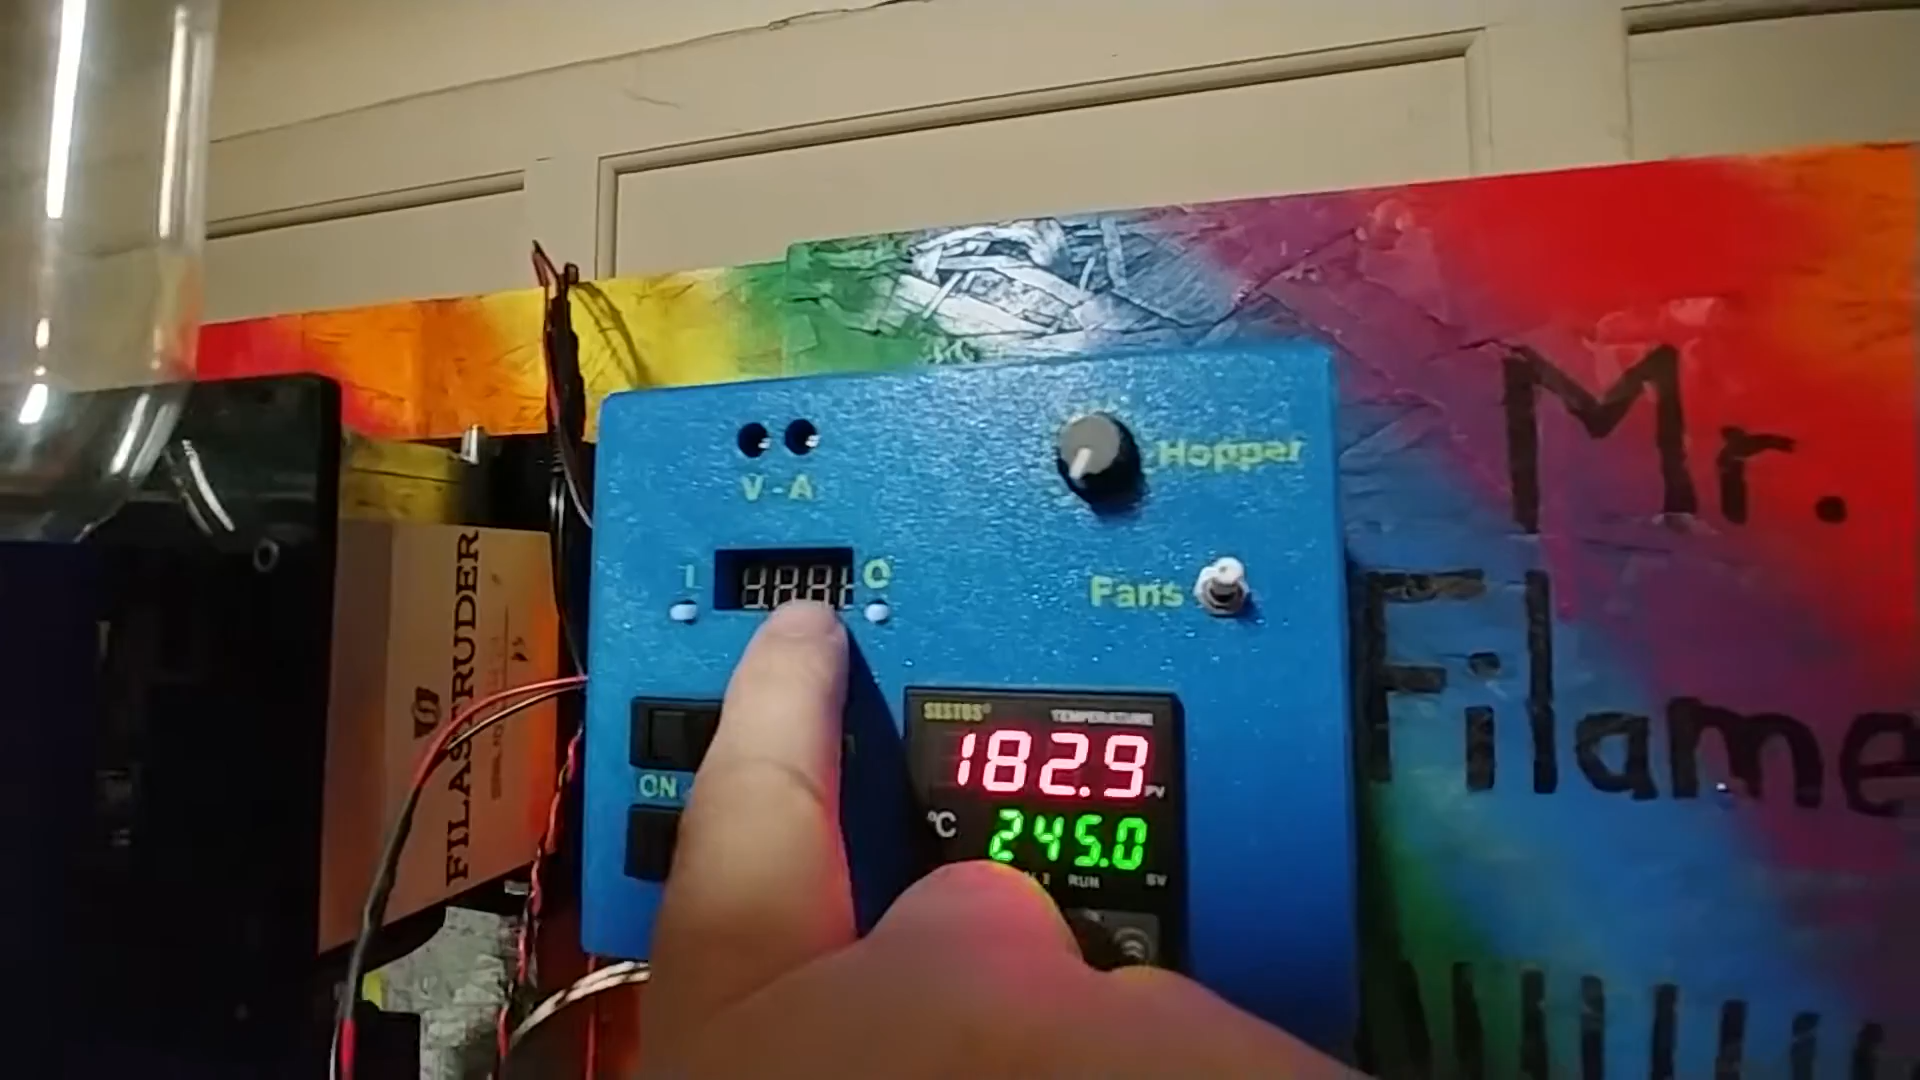 V-A
Hopper
I
O
Fans
ON
SESTOS
TEMPERATURE
182.9
PV
°C
245.0
RUN
SV
FILASTRUDER
Mr.
Filame